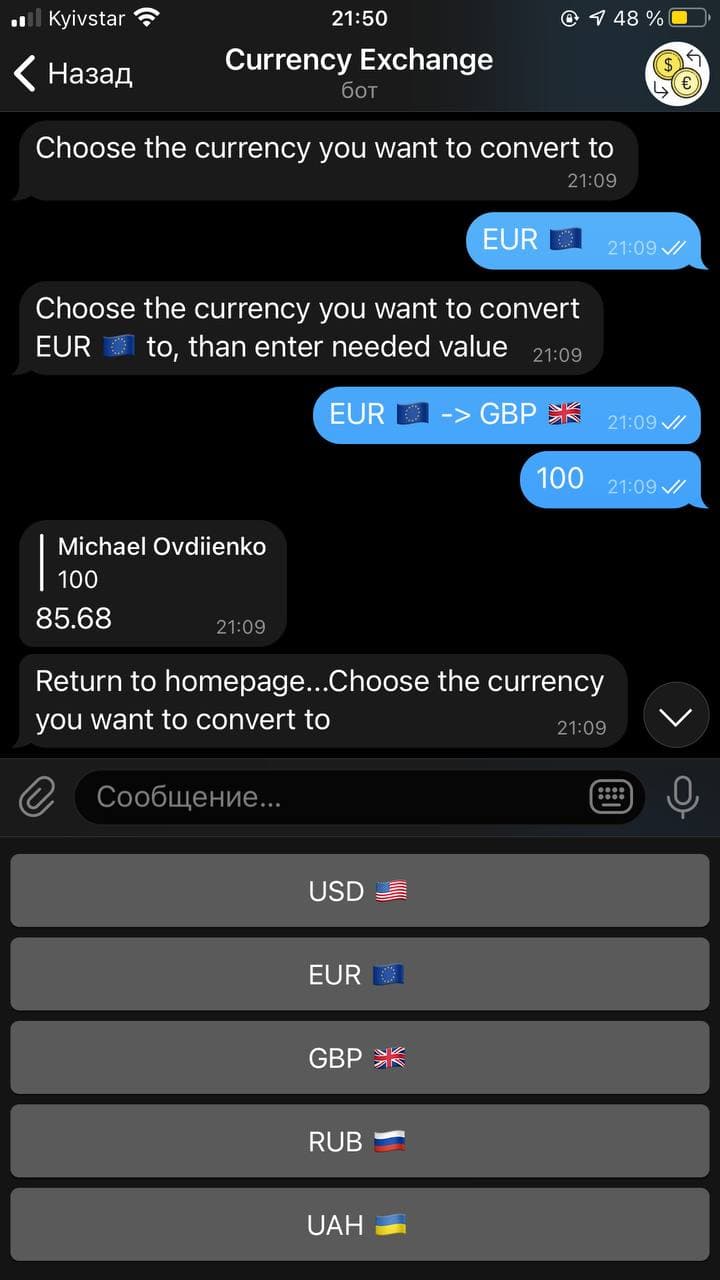 Kyivstar 21:50 48 %
Назад Currency Exchange
бот
Choose the currency you want to convert to
21:09
EUR 🇪🇺 21:09
Choose the currency you want to convert
EUR 🇪🇺 to, than enter needed value 21:09
EUR 🇪🇺 -> GBP 🇬🇧 21:09
100 21:09
Michael Ovdiienko
100
85.68 21:09
Return to homepage...Choose the currency
you want to convert to 21:09
Сообщение...
USD 🇺🇸
EUR 🇪🇺
GBP 🇬🇧
RUB 🇷🇺
UAH 🇺🇦